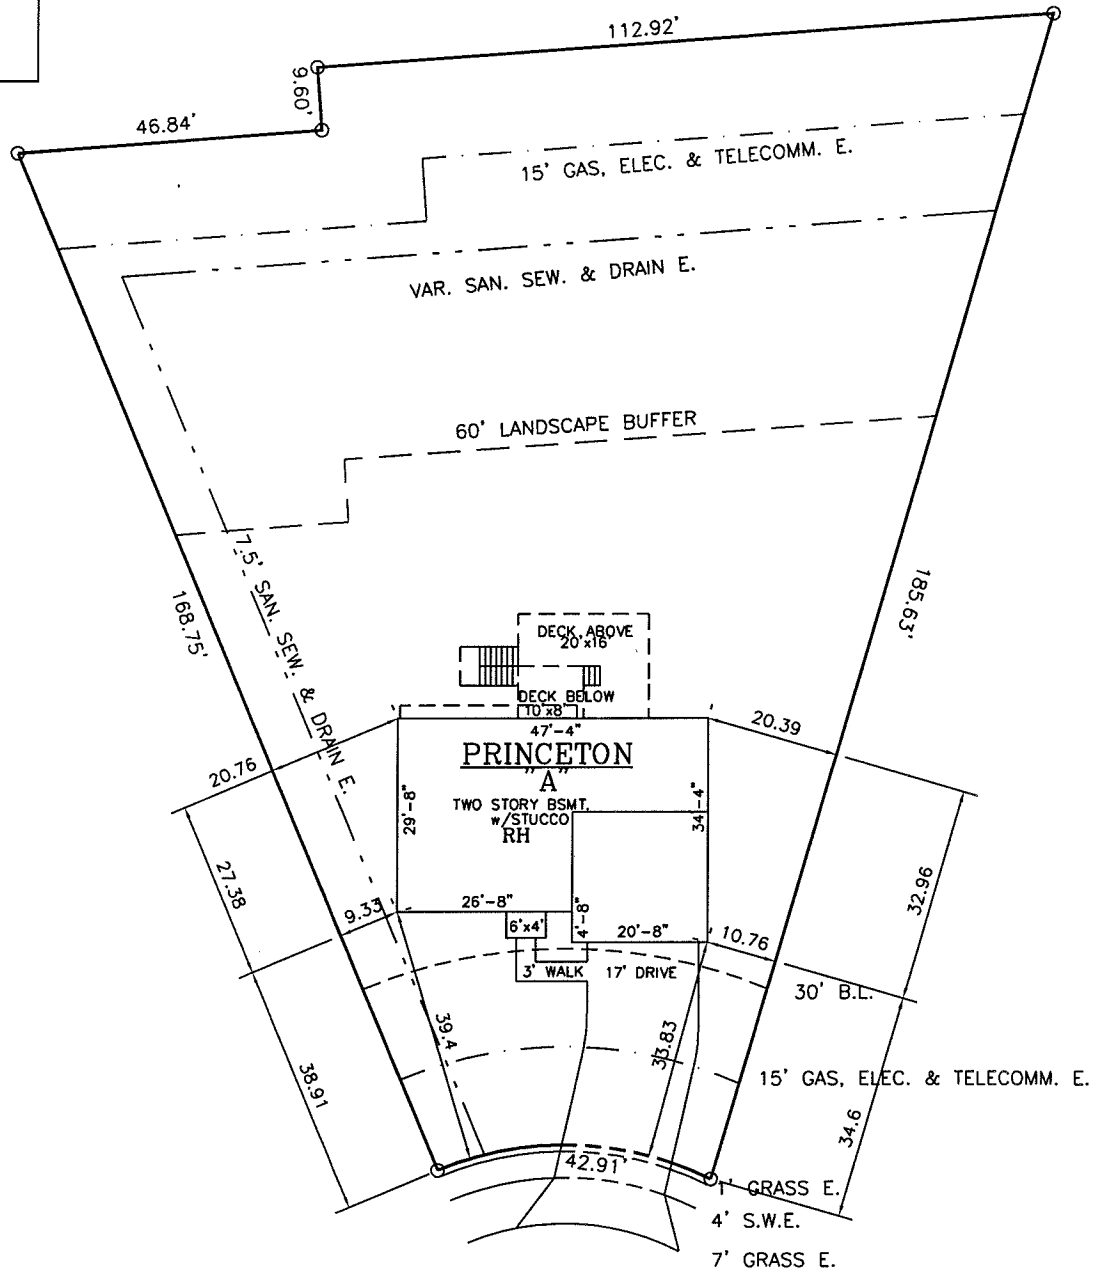 112.92'
9.60'
46.84'
15' GAS, ELEC. & TELECOMM. E.
VAR. SAN. SEW. & DRAIN E.
60' LANDSCAPE BUFFER
7.5' SAN. SEW. & DRAIN E.
168.75'
185.63'
DECK ABOVE
20'x16'
DECK BELOW
10'x8'
47'-4"
20.39
20.76
PRINCETON
"A"
TWO STORY BSMT.
w/STUCCO
RH
29'-8"
34'-4"
27.38
32.96
9.33
26'-8"
6'x4'
4'-8"
20'-8"
10.76
3' WALK
17' DRIVE
30' B.L.
39.4
33.83
38.91
15' GAS, ELEC. & TELECOMM. E.
34.6
42.91'
1' GRASS E.
4' S.W.E.
7' GRASS E.